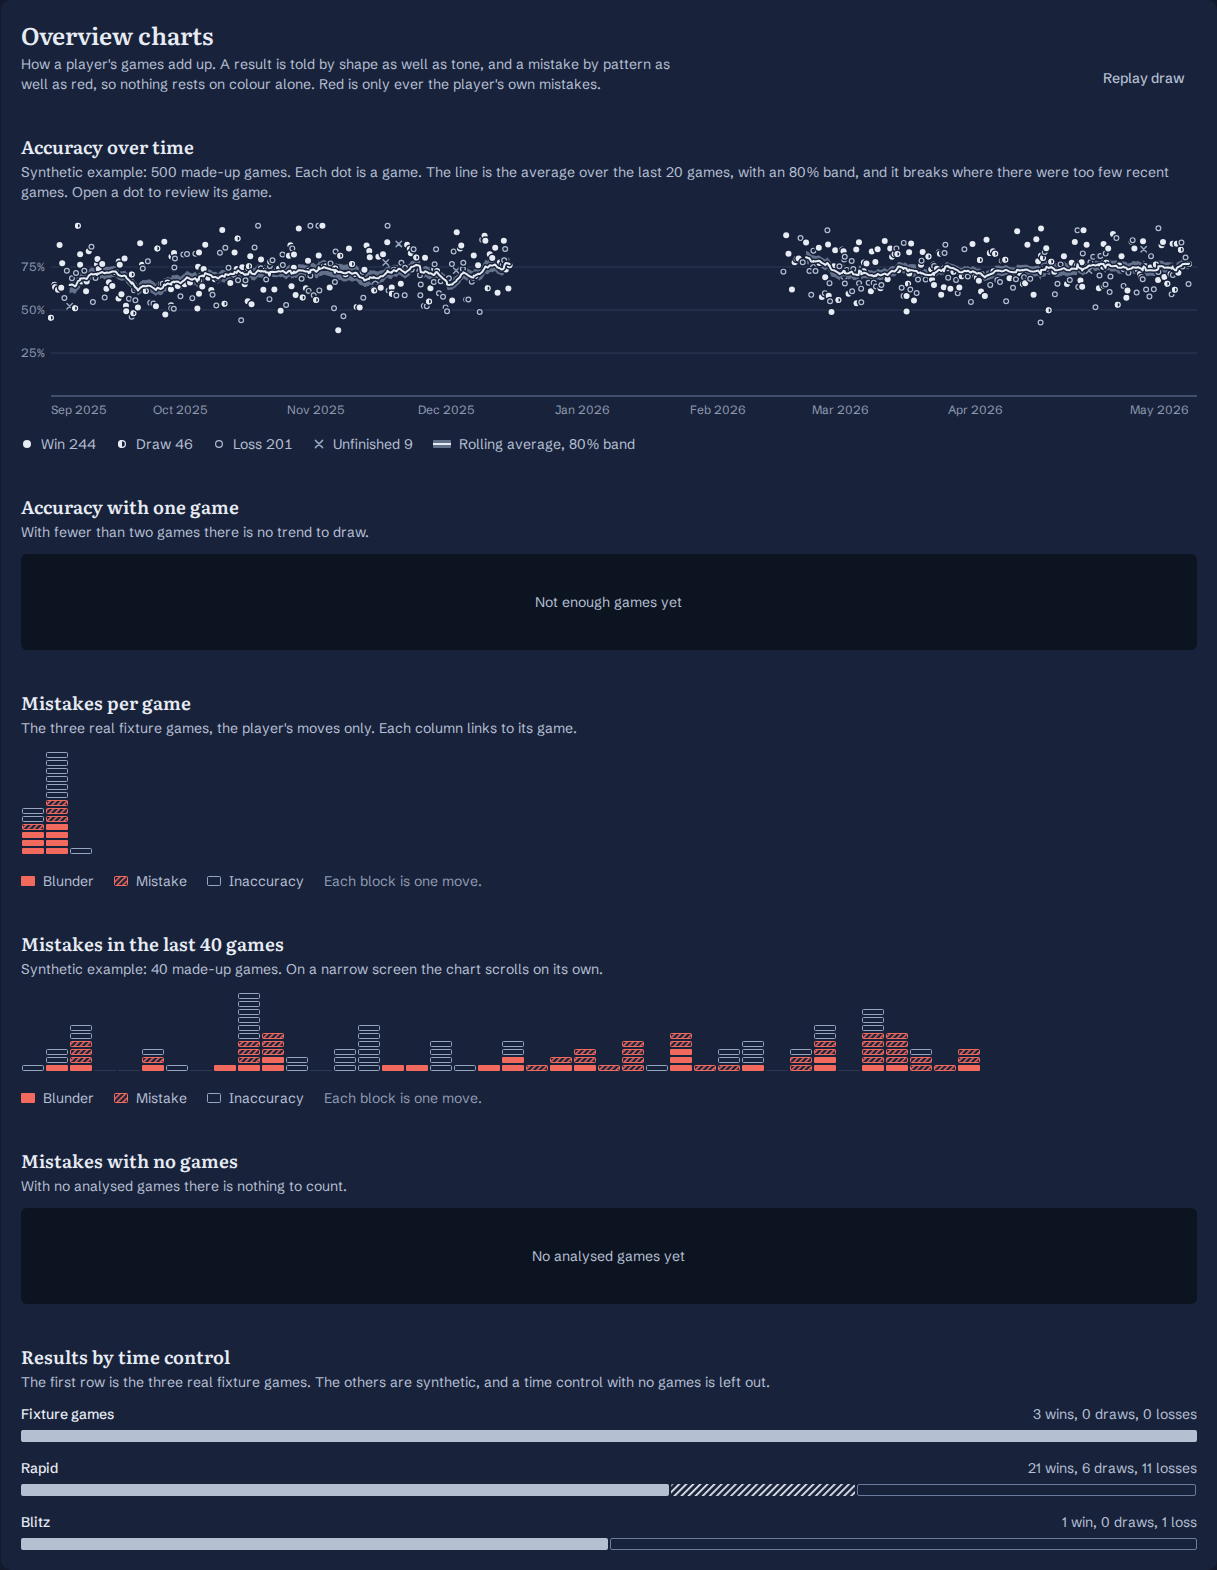 Overview charts
How a player's games add up. A result is told by shape as well as tone, and a mistake by pattern as
well as red, so nothing rests on colour alone. Red is only ever the player's own mistakes.
Replay draw
Accuracy over time
Synthetic example: 500 made-up games. Each dot is a game. The line is the average over the last 20 games, with an 80% band, and it breaks where there were too few recent
games. Open a dot to review its game.
75%
50%
25%
Sep 2025 Oct 2025 Nov 2025 Dec 2025 Jan 2026 Feb 2026 Mar 2026 Apr 2026 May 2026
Win 244 Draw 46 Loss 201 Unfinished 9 Rolling average, 80% band
Accuracy with one game
With fewer than two games there is no trend to draw.
Not enough games yet
Mistakes per game
The three real fixture games, the player's moves only. Each column links to its game.
Blunder Mistake Inaccuracy Each block is one move.
Mistakes in the last 40 games
Synthetic example: 40 made-up games. On a narrow screen the chart scrolls on its own.
Blunder Mistake Inaccuracy Each block is one move.
Mistakes with no games
With no analysed games there is nothing to count.
No analysed games yet
Results by time control
The first row is the three real fixture games. The others are synthetic, and a time control with no games is left out.
Fixture games 3 wins, 0 draws, 0 losses
Rapid 21 wins, 6 draws, 11 losses
Blitz 1 win, 0 draws, 1 loss